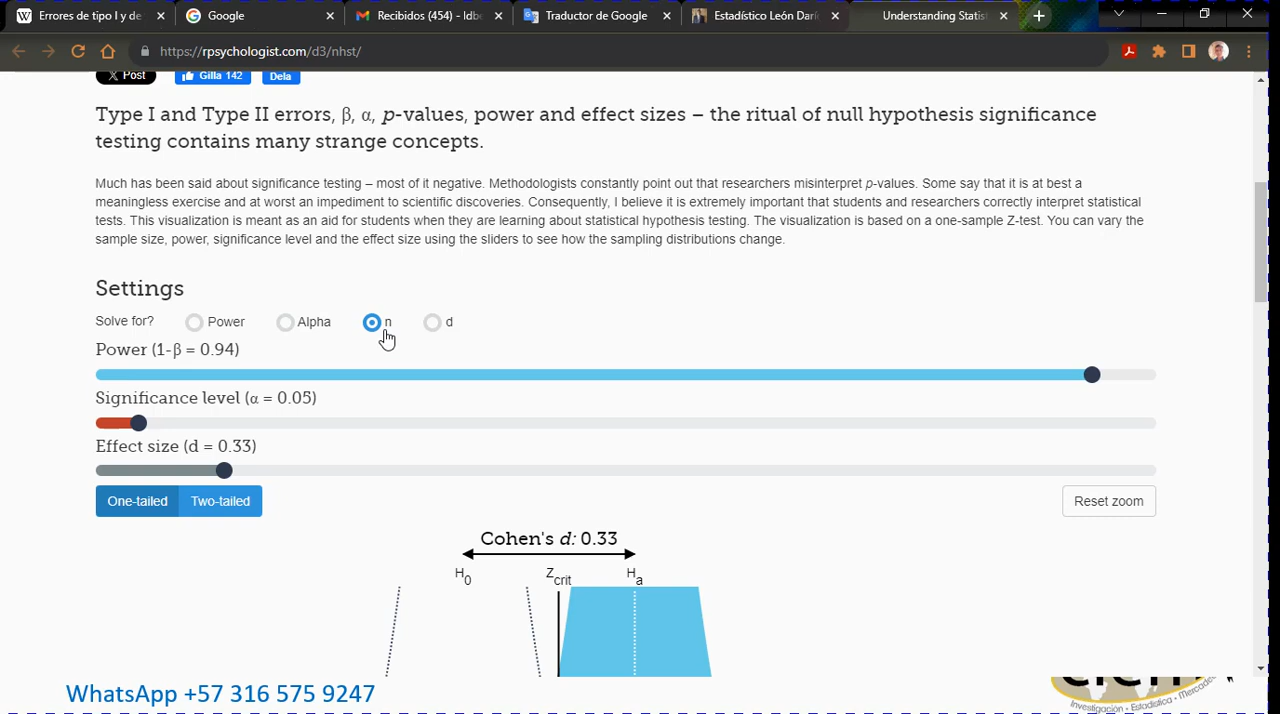 Errores de tipo I y de
Google
Recibidos (454) - ldbe
Traductor de Google
Estadístico León Darí
Understanding Statist
https://rpsychologist.com/d3/nhst/
Post
Gilla 142
Dela
Type I and Type II errors, β, α, p-values, power and effect sizes – the ritual of null hypothesis significance
testing contains many strange concepts.
Much has been said about significance testing – most of it negative. Methodologists constantly point out that researchers misinterpret p-values. Some say that it is at best a
meaningless exercise and at worst an impediment to scientific discoveries. Consequently, I believe it is extremely important that students and researchers correctly interpret statistical
tests. This visualization is meant as an aid for students when they are learning about statistical hypothesis testing. The visualization is based on a one-sample Z-test. You can vary the
sample size, power, significance level and the effect size using the sliders to see how the sampling distributions change.
Settings
Solve for? Power Alpha n d
Power (1-β = 0.94)
Significance level (α = 0.05)
Effect size (d = 0.33)
One-tailed Two-tailed
Reset zoom
Cohen's d: 0.33
H0 Zcrit Ha
WhatsApp +57 316 575 9247
Investigación • Estadística • Mercadeo